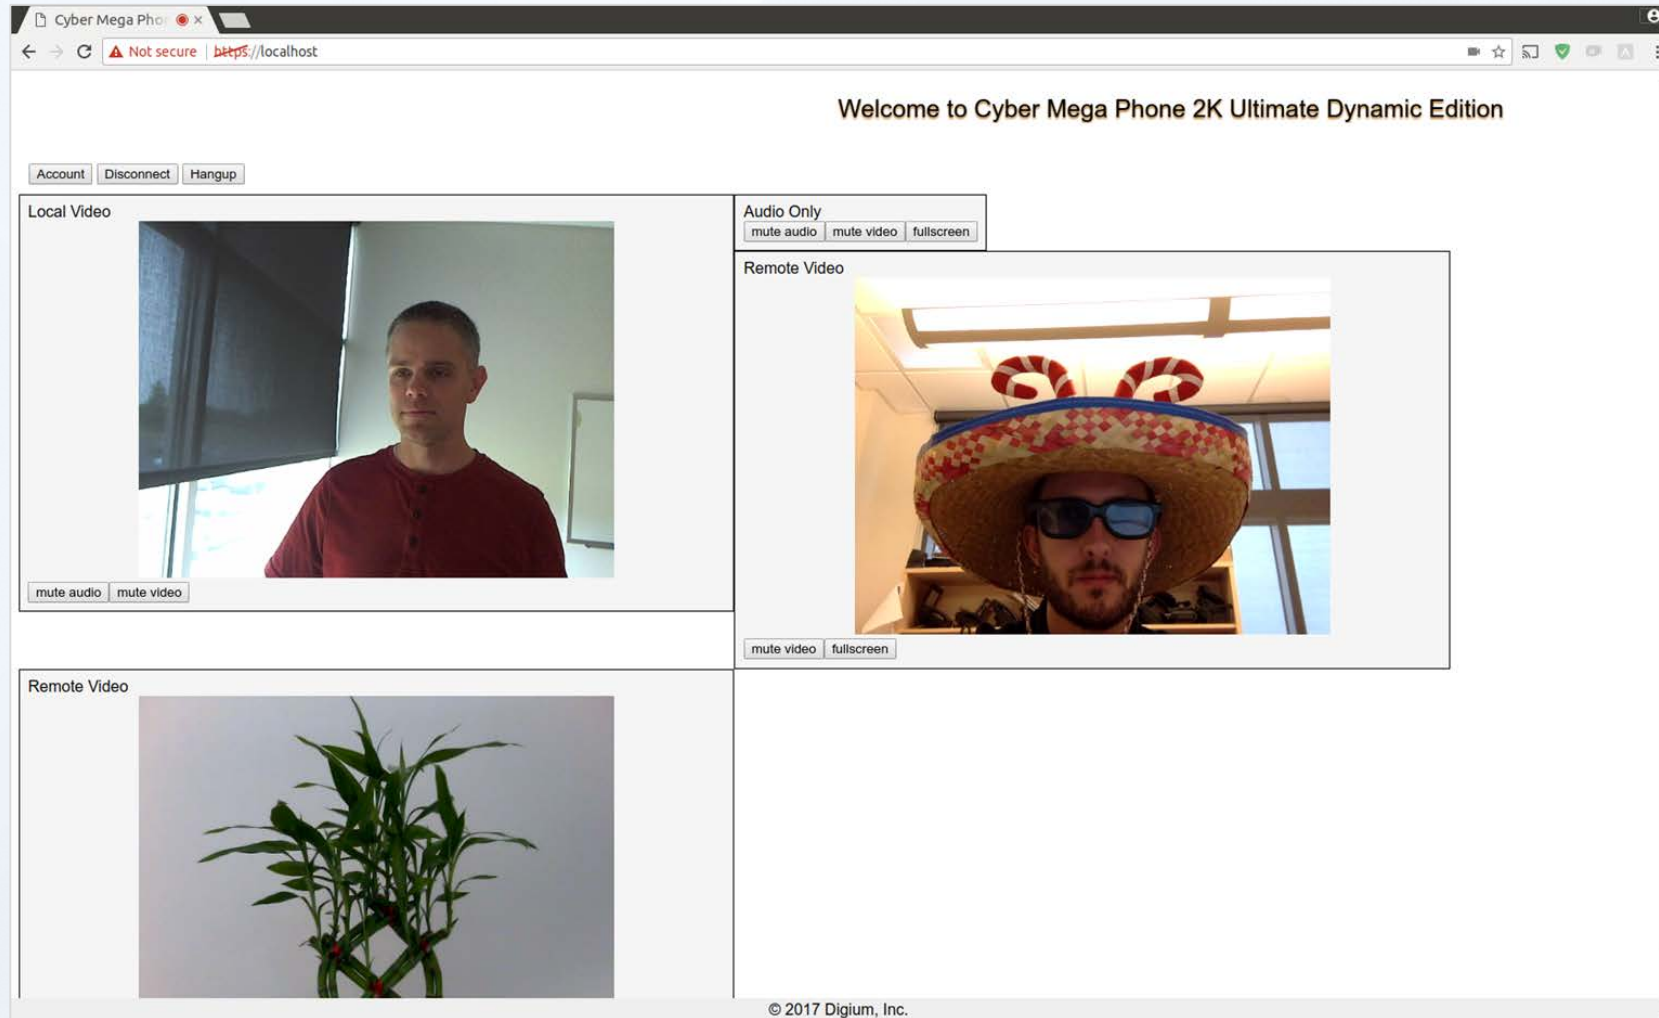 Cyber Mega Pho
Not secure | https://localhost
Welcome to Cyber Mega Phone 2K Ultimate Dynamic Edition
Account Disconnect Hangup
Local Video
mute audio mute video
Audio Only
mute audio mute video fullscreen
Remote Video
mute video fullscreen
Remote Video
© 2017 Digium, Inc.